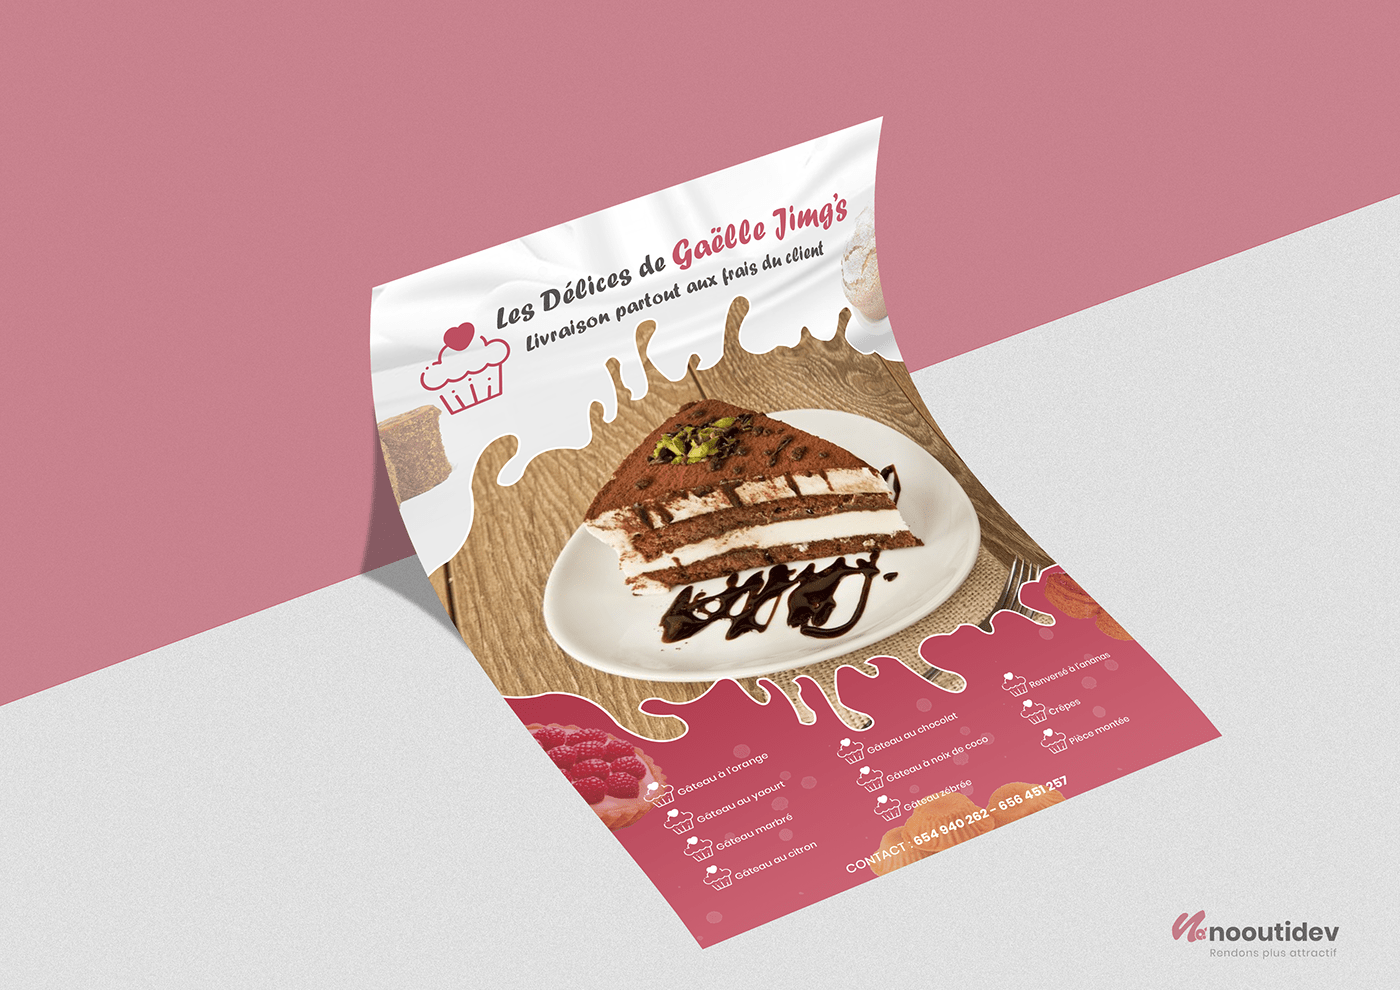 Les Délices de Gaëlle Jimg's
Livraison partout aux frais du client
Gâteau à l'orange
Gâteau au yaourt
Gâteau marbré
Gâteau au citron
Gâteau au chocolat
Gâteau à noix de coco
Gâteau zébrée
Renversé à l'ananas
Crêpes
Pièce montée
CONTACT : 654 940 262 - 656 451 257
nooutidev
Rendons plus attractif